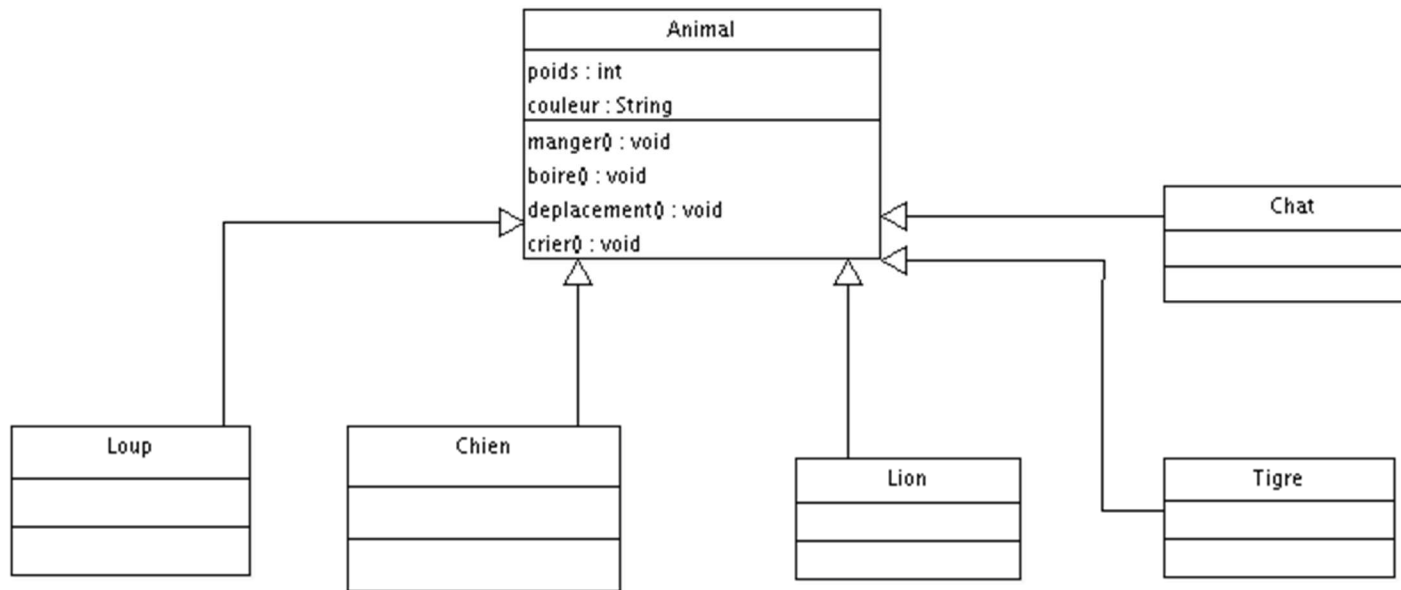 Animal
poids : int
couleur : String
manger() : void
boire() : void
deplacement() : void
crier() : void
Chat
Loup
Chien
Lion
Tigre